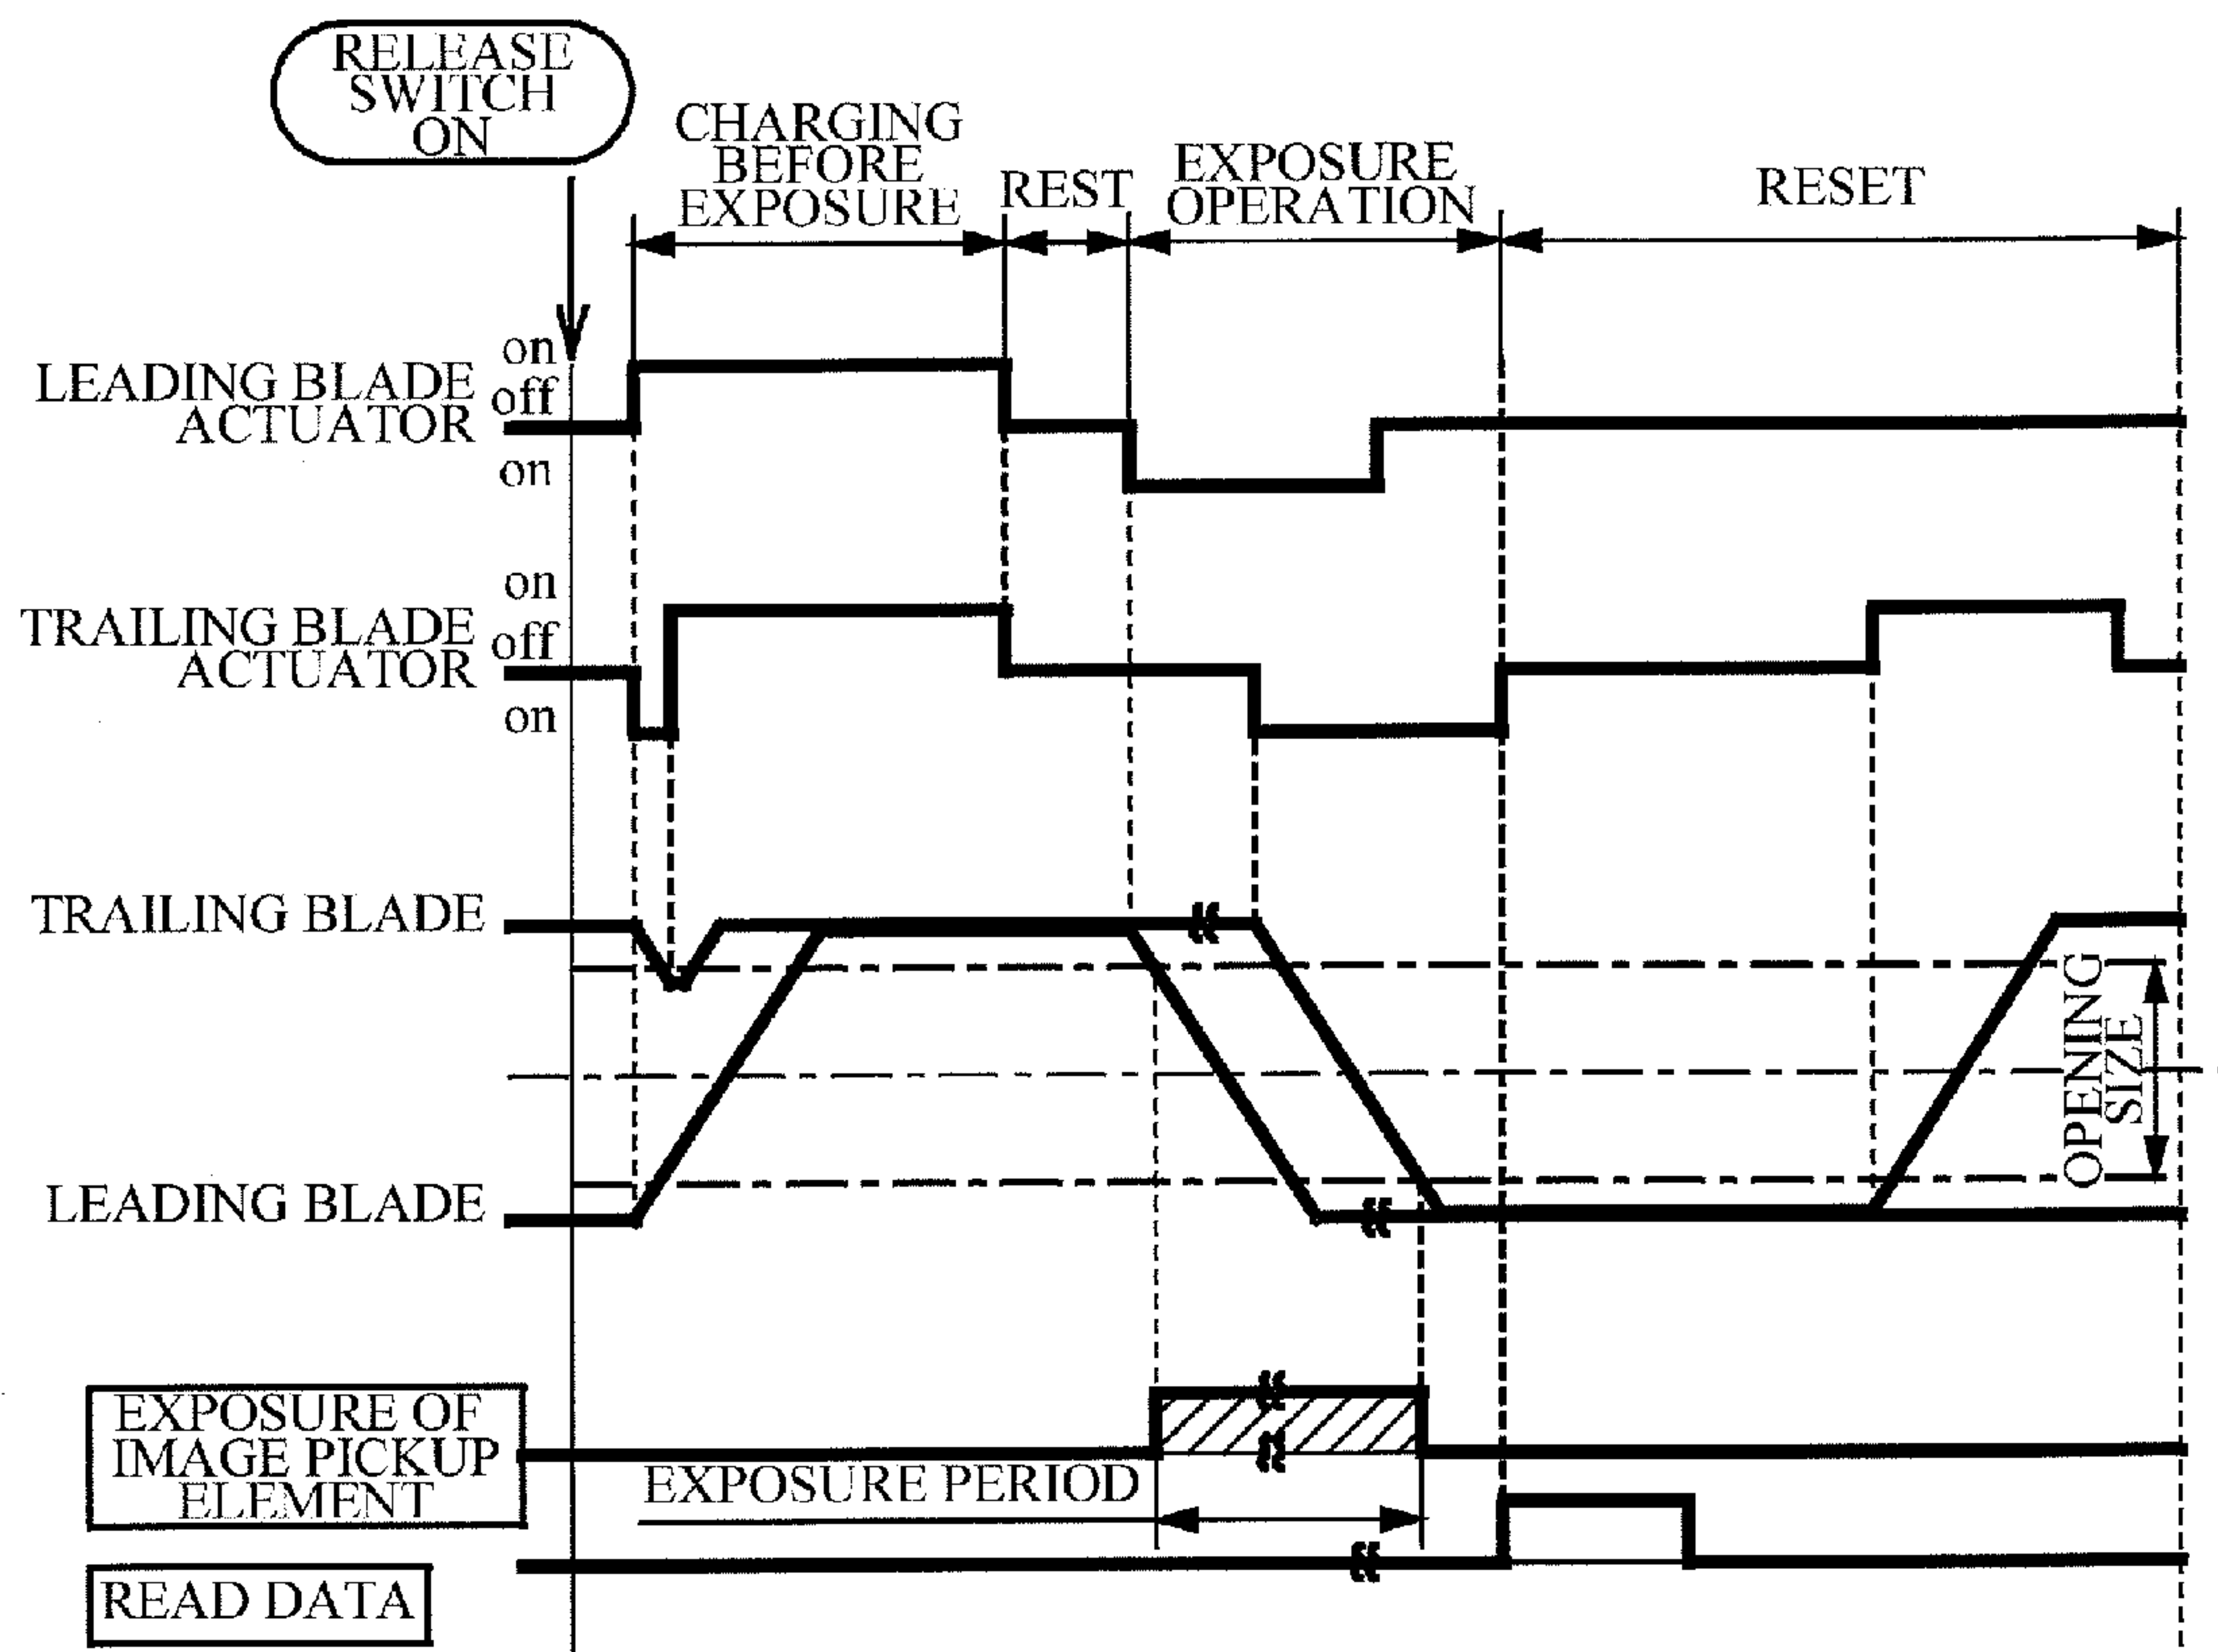 RELEASE
SWITCH
ON
CHARGING
BEFORE
EXPOSURE
REST
EXPOSURE
OPERATION
RESET
LEADING BLADE
ACTUATOR
on
off
on
TRAILING BLADE
ACTUATOR
on
off
on
TRAILING BLADE
LEADING BLADE
OPENING
SIZE
EXPOSURE OF
IMAGE PICKUP
ELEMENT
EXPOSURE PERIOD
READ DATA